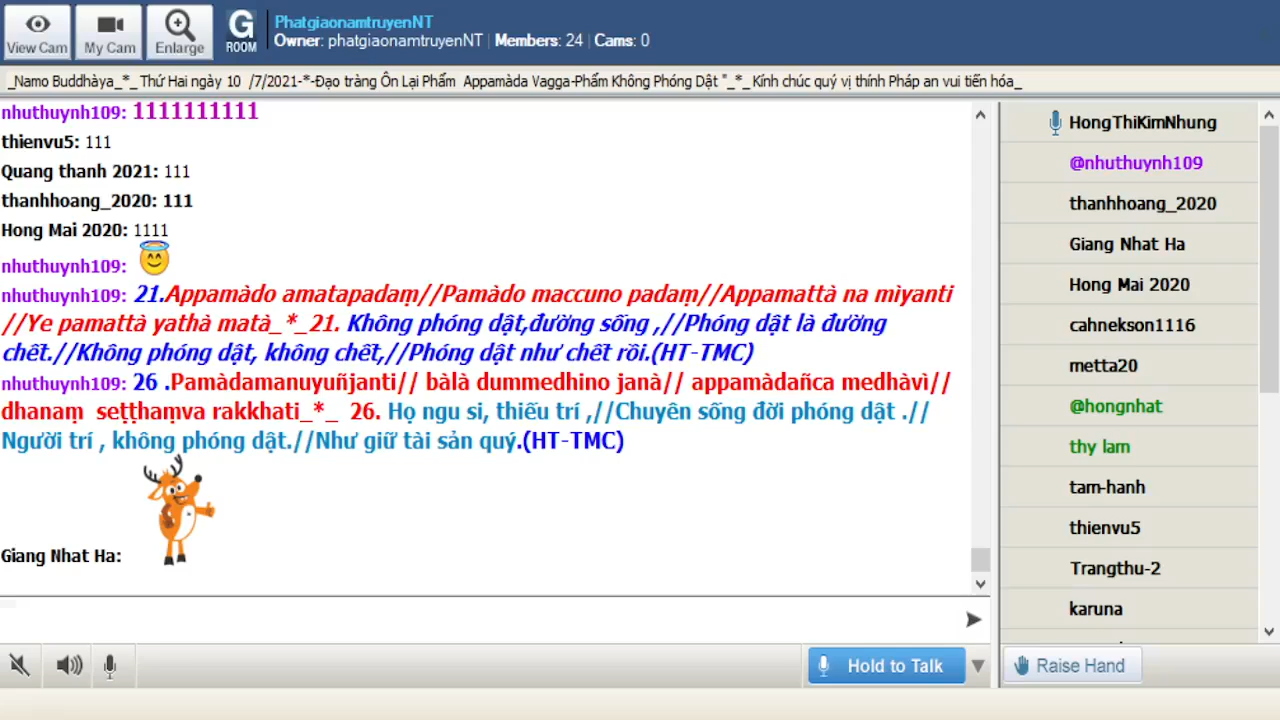 View Cam
My Cam
Enlarge
G
ROOM
PhatgiaonamtruyenNT
Owner: phatgiaonamtruyenNT | Members: 24 | Cams: 0
_Namo Buddhàya_*_ Thứ Hai ngày 10 /7/2021-*-Đạo tràng Ôn Lại Phẩm Appamàda Vagga-Phẩm Không Phóng Dật "_*_ Kính chúc quý vị thính Pháp an vui tiến hóa_
nhuthuynh109: 1111111111
thienvu5: 111
Quang thanh 2021: 111
thanhhoang_2020: 111
Hong Mai 2020: 1111
nhuthuynh109:
nhuthuynh109: 21.Appamàdo amatapadaṃ//Pamàdo maccuno padaṃ//Appamattà na mìyanti
//Ye pamattà yathà matà_*_21. Không phóng dật,đường sống ,//Phóng dật là đường
chết.//Không phóng dật, không chết,//Phóng dật như chết rồi.(HT-TMC)
nhuthuynh109: 26 .Pamàdamanuyuñjanti// bàlà dummedhino janà// appamàdañca medhàvì//
dhanaṃ seṭṭhaṃva rakkhati_*_ 26. Họ ngu si, thiếu trí ,//Chuyên sống đời phóng dật .//
Người trí , không phóng dật.//Như giữ tài sản quý.(HT-TMC)
Giang Nhat Ha:
HongThiKimNhung
@nhuthuynh109
thanhhoang_2020
Giang Nhat Ha
Hong Mai 2020
cahnekson1116
metta20
@hongnhat
thy lam
tam-hanh
thienvu5
Trangthu-2
karuna
Hold to Talk
Raise Hand